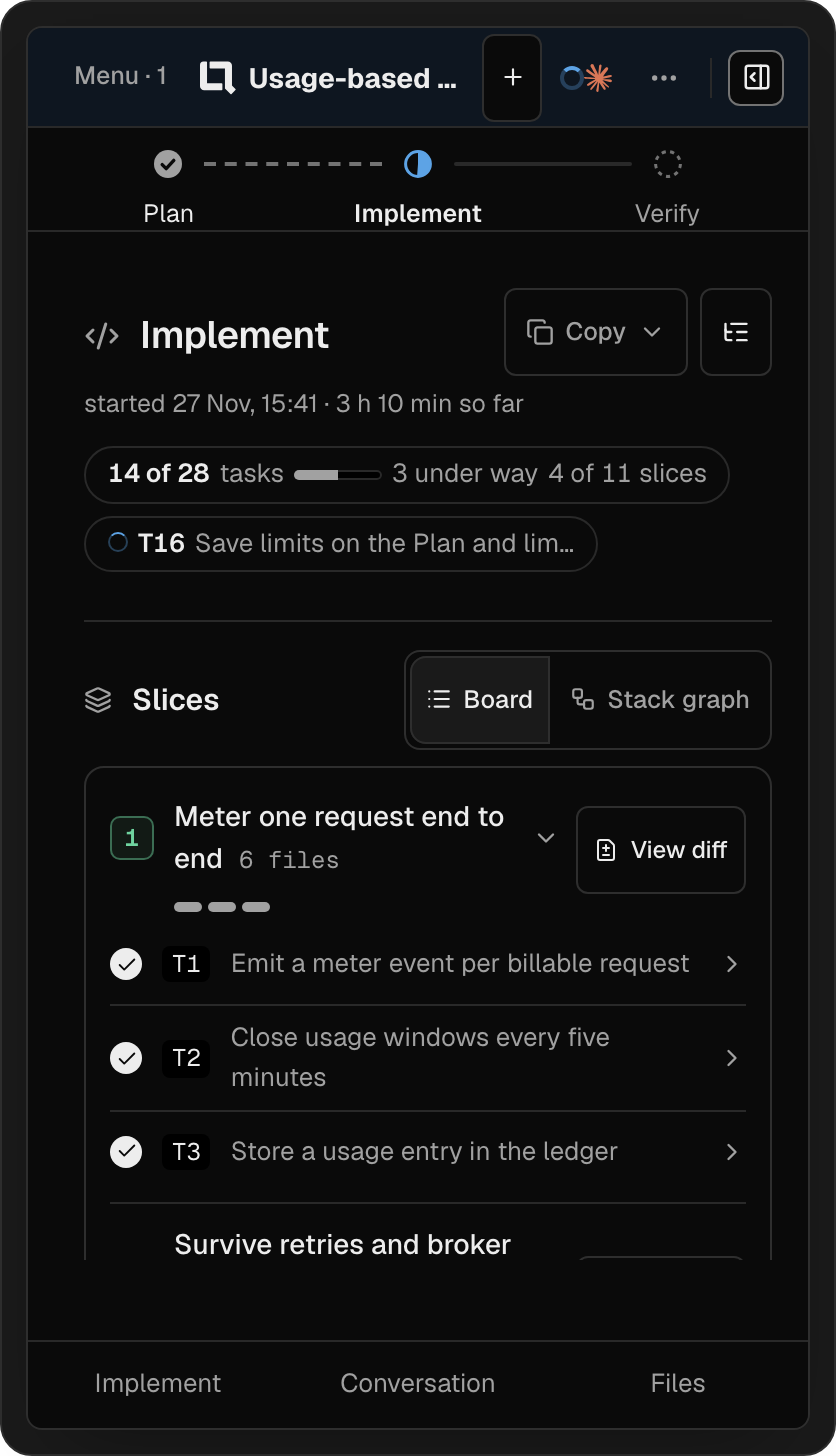 Menu · 1 Usage-based ...
Plan Implement Verify
Implement Copy
started 27 Nov, 15:41 · 3 h 10 min so far
14 of 28 tasks 3 under way 4 of 11 slices
T16 Save limits on the Plan and lim...
Slices Board Stack graph
1 Meter one request end to
end 6 files
View diff
T1 Emit a meter event per billable request
T2 Close usage windows every five
minutes
T3 Store a usage entry in the ledger
Survive retries and broker
Implement Conversation Files